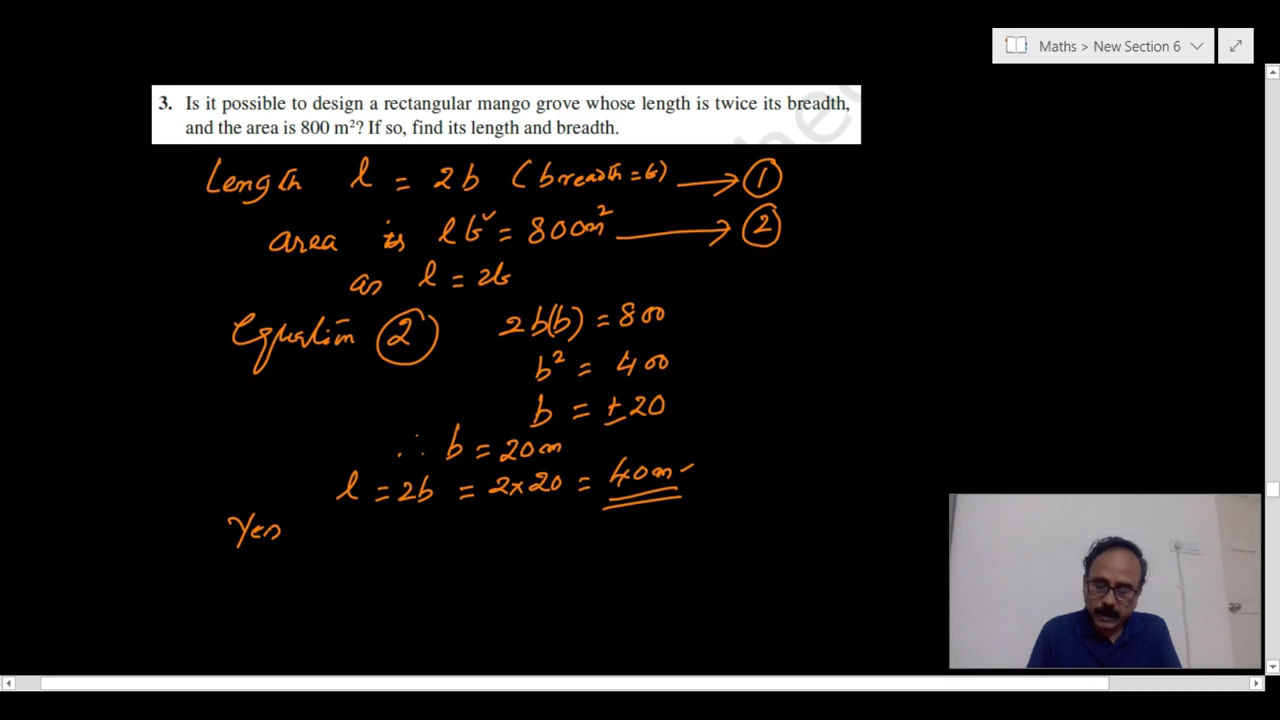 Maths > New Section 6
3. Is it possible to design a rectangular mango grove whose length is twice its breadth,
and the area is 800 m²? If so, find its length and breadth.
Length l = 2b (breadth = b) → ①
area is lb = 800m² → ②
as l = 2b
Equation ② 2b(b) = 800
b² = 400
b = ±20
∴ b = 20m
l = 2b = 2×20 = 40m
Yes